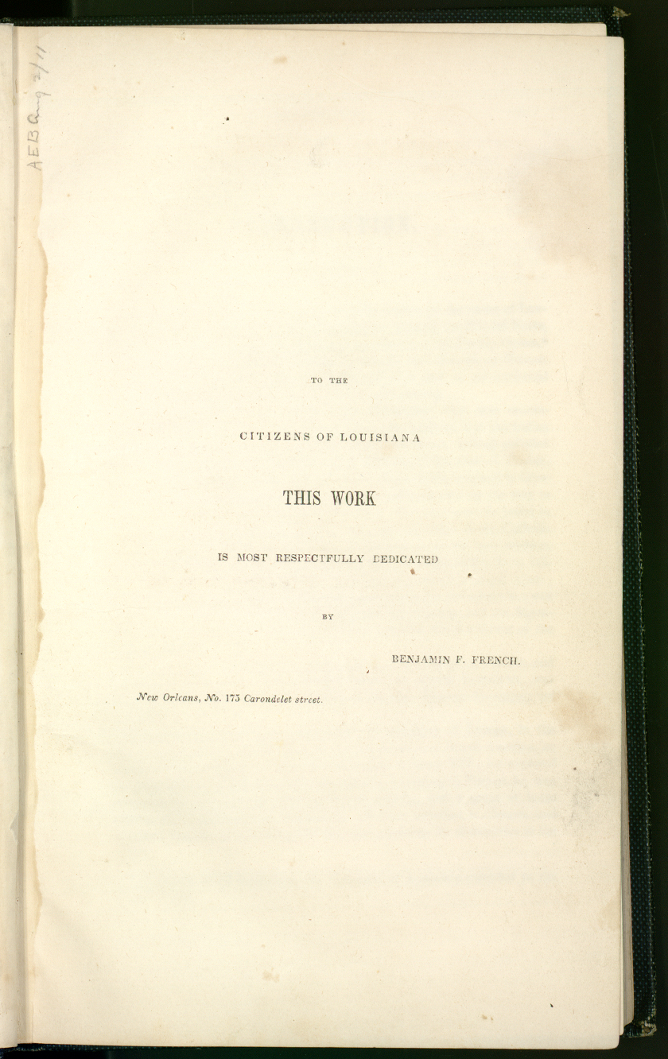 AEB Aug 2/11
TO THE
CITIZENS OF LOUISIANA
THIS WORK
IS MOST RESPECTFULLY DEDICATED
BY
BENJAMIN F. FRENCH.
New Orleans, No. 175 Carondelet street.